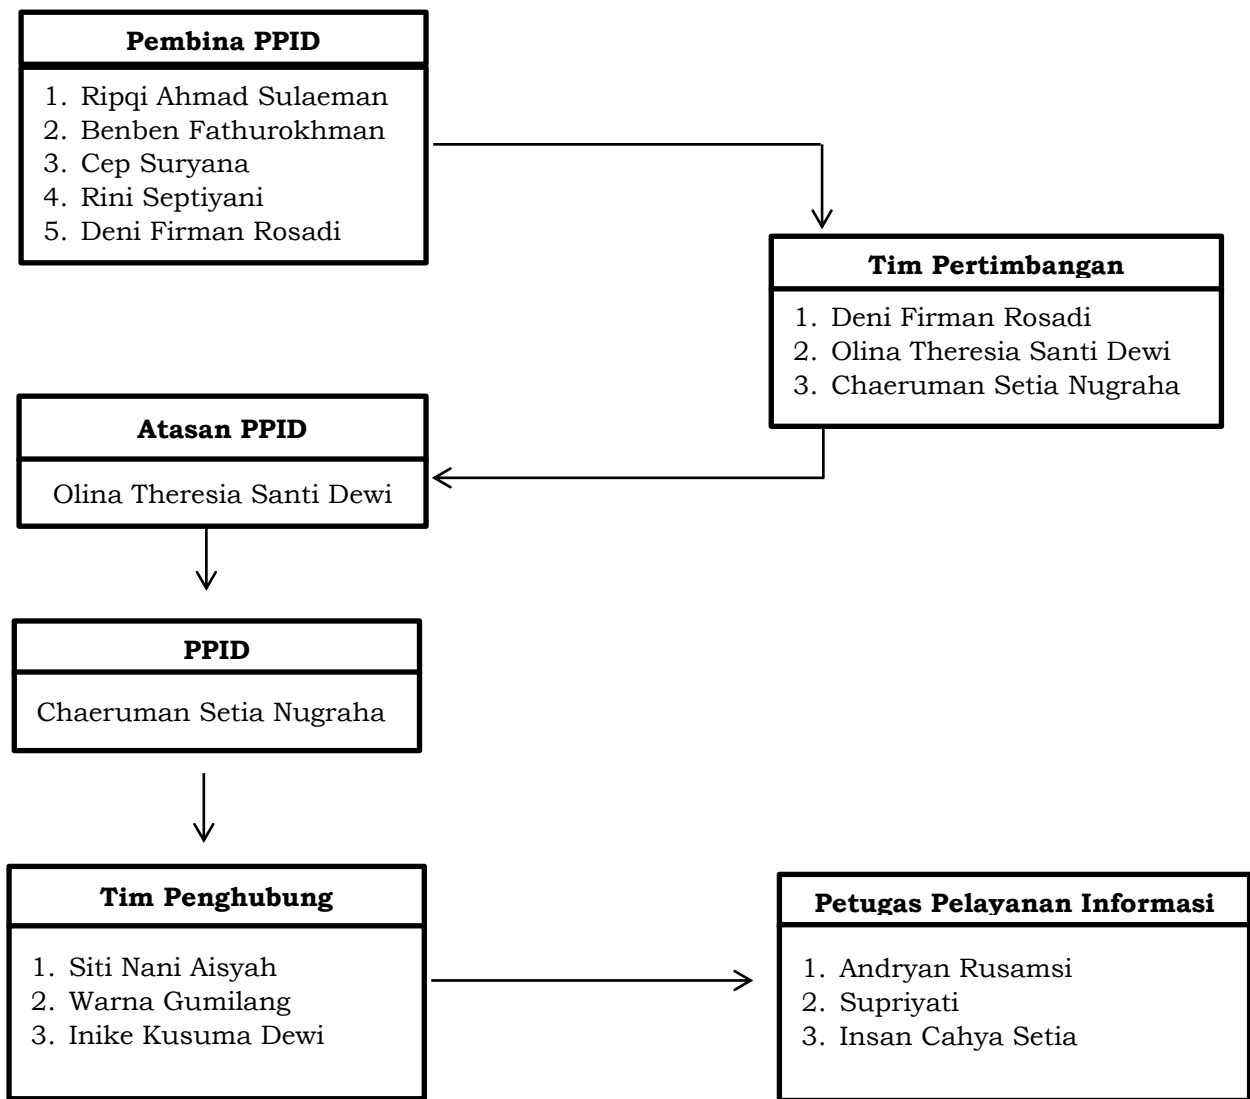 Pembina PPID
1. Ripqi Ahmad Sulaeman
2. Benben Fathurokhman
3. Cep Suryana
4. Rini Septiyani
5. Deni Firman Rosadi
Tim Pertimbangan
1. Deni Firman Rosadi
2. Olina Theresia Santi Dewi
3. Chaeruman Setia Nugraha
Atasan PPID
Olina Theresia Santi Dewi
PPID
Chaeruman Setia Nugraha
Tim Penghubung
1. Siti Nani Aisyah
2. Warna Gumilang
3. Inike Kusuma Dewi
Petugas Pelayanan Informasi
1. Andryan Rusamsi
2. Supriyati
3. Insan Cahya Setia